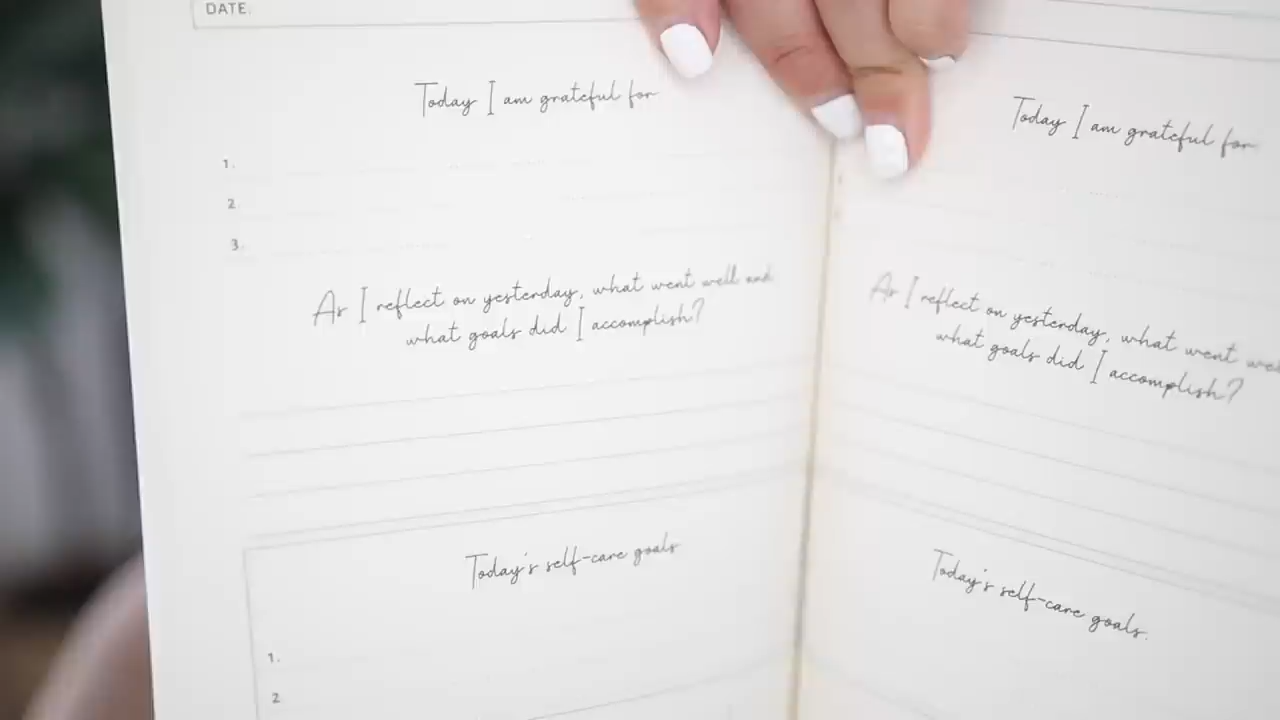 DATE:
Today I am grateful for
1.
2.
3.
As I reflect on yesterday, what went well and
what goals did I accomplish?
Today's self-care goals
1.
2.
Today I am grateful for
As I reflect on yesterday, what went
what goals did I accomplish?
Today's self-care goals.